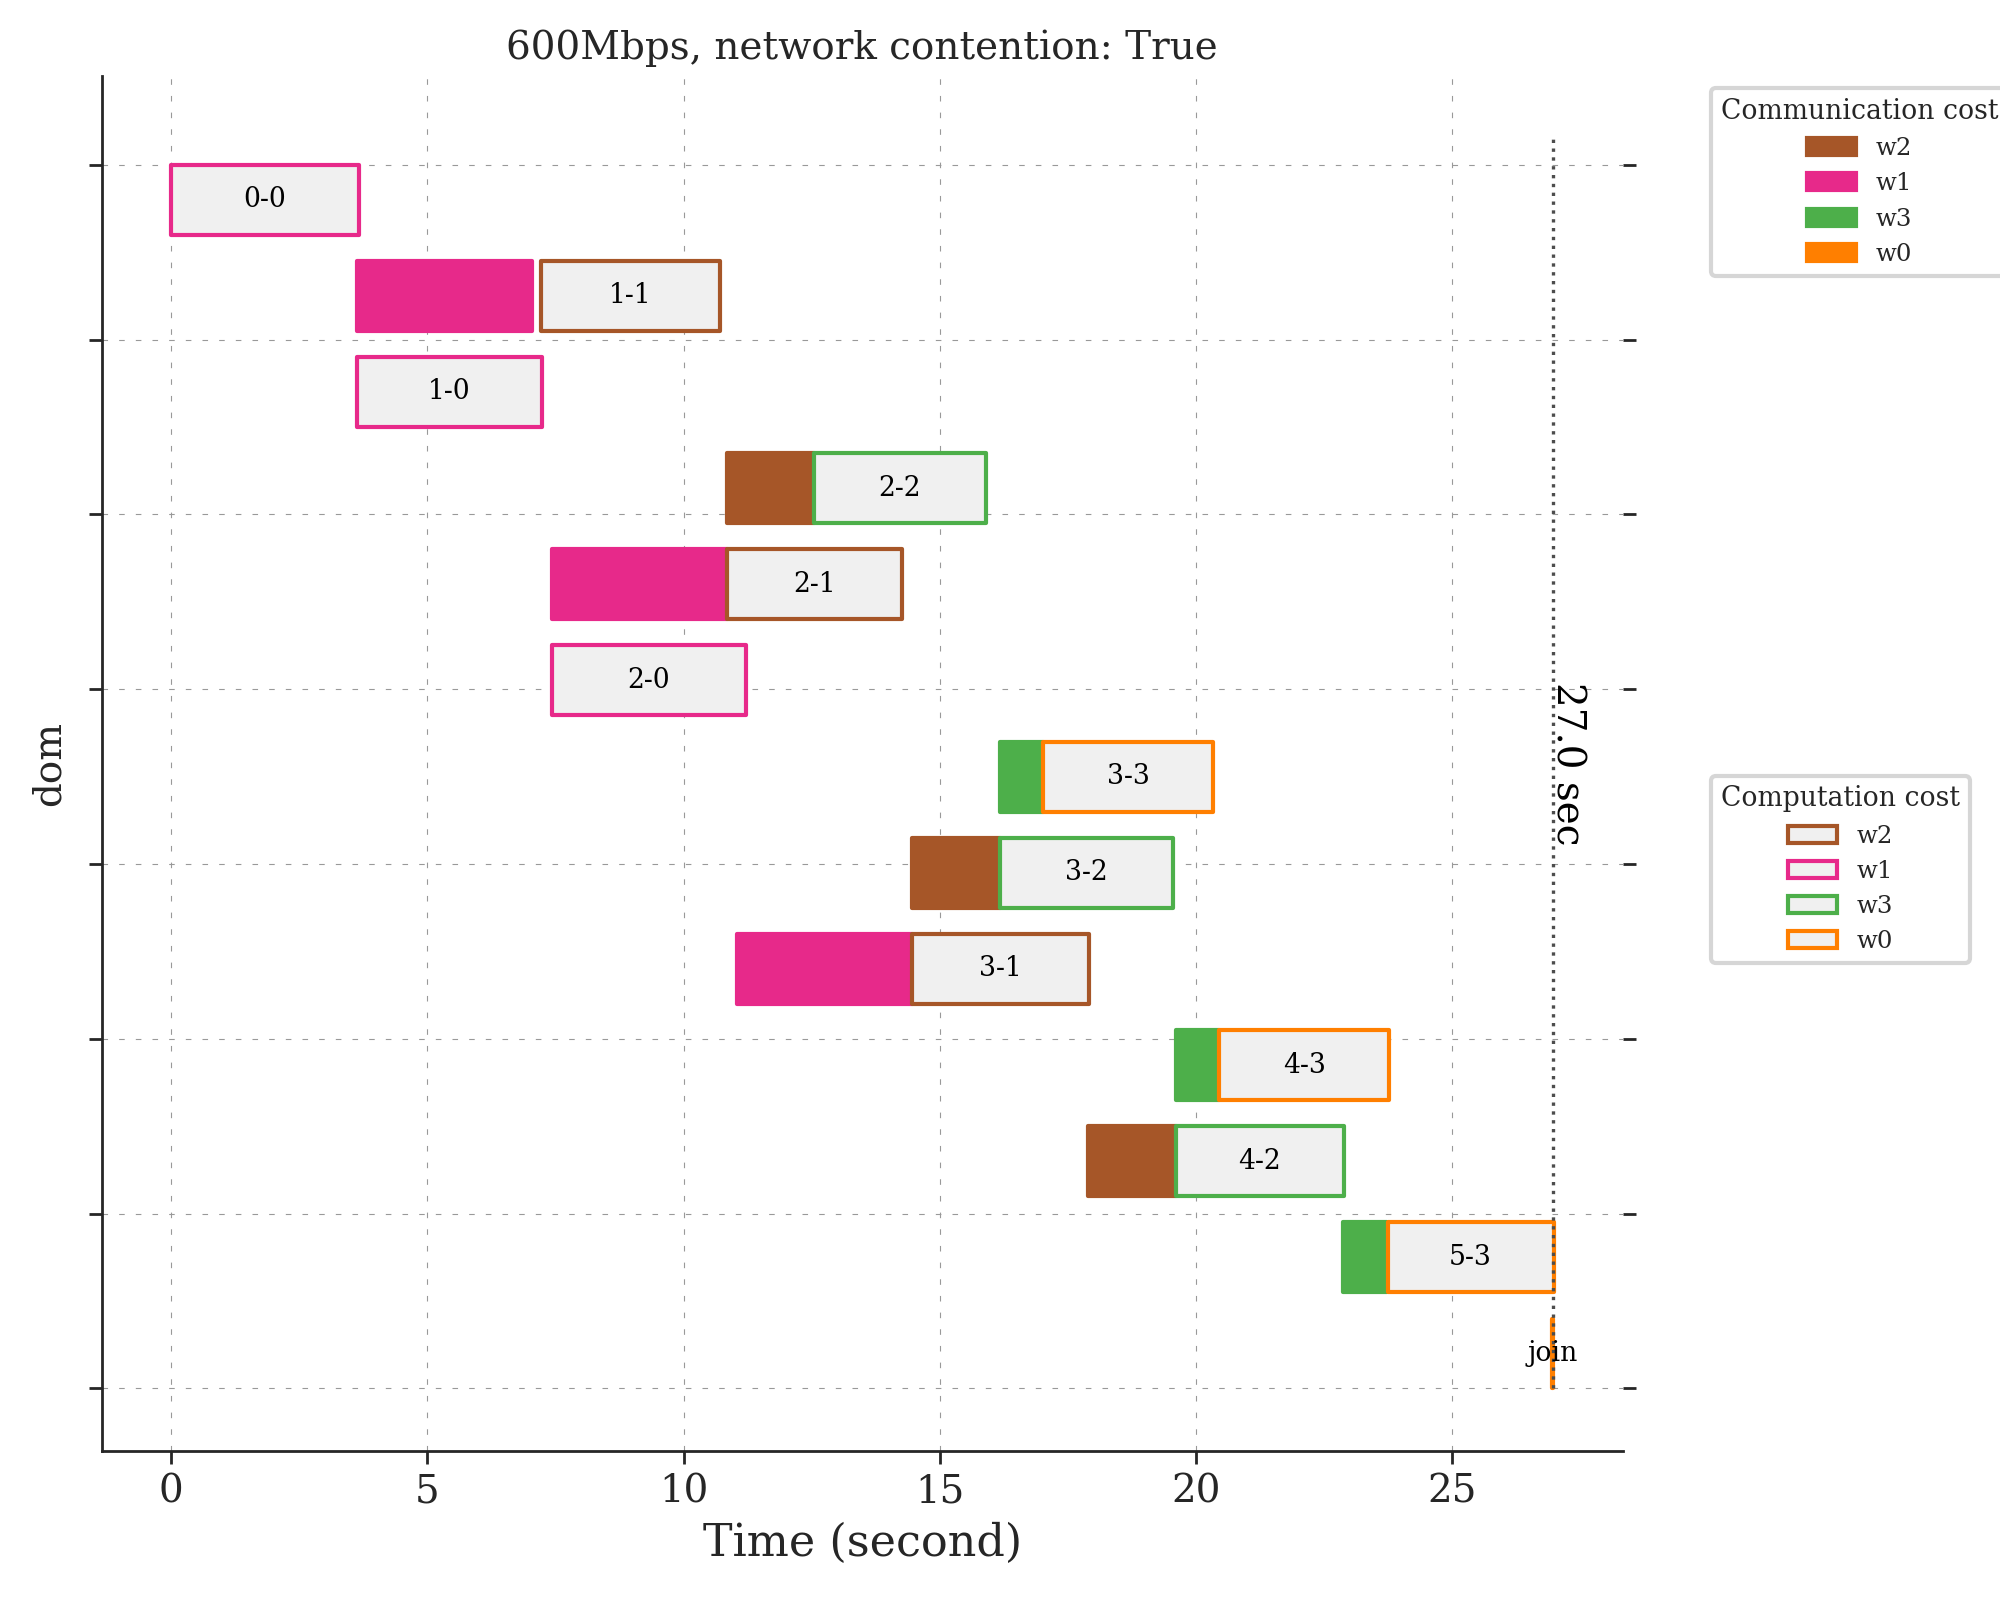 600Mbps, network contention: True
Communication cost
w2
w1
w3
w0
0-0
1-1
1-0
2-2
2-1
2-0
3-3
3-2
3-1
4-3
4-2
5-3
join
27.0 sec
dom
Computation cost
w2
w1
w3
w0
0 5 10 15 20 25
Time (second)